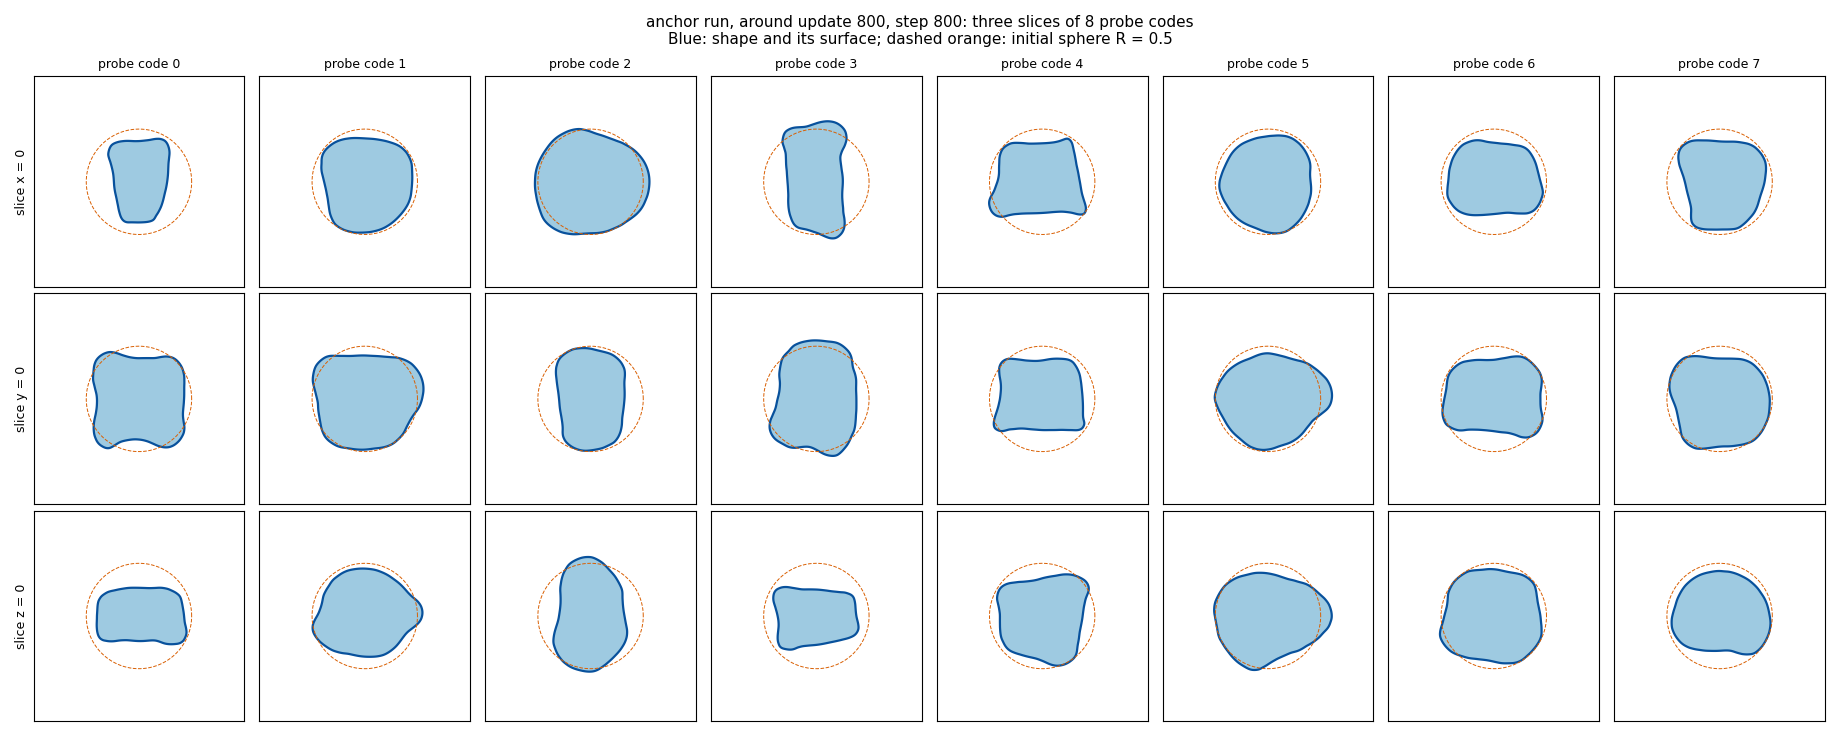 anchor run, around update 800, step 800: three slices of 8 probe codes
Blue: shape and its surface; dashed orange: initial sphere R = 0.5
probe code 0
probe code 1
probe code 2
probe code 3
probe code 4
probe code 5
probe code 6
probe code 7
slice x = 0
slice y = 0
slice z = 0